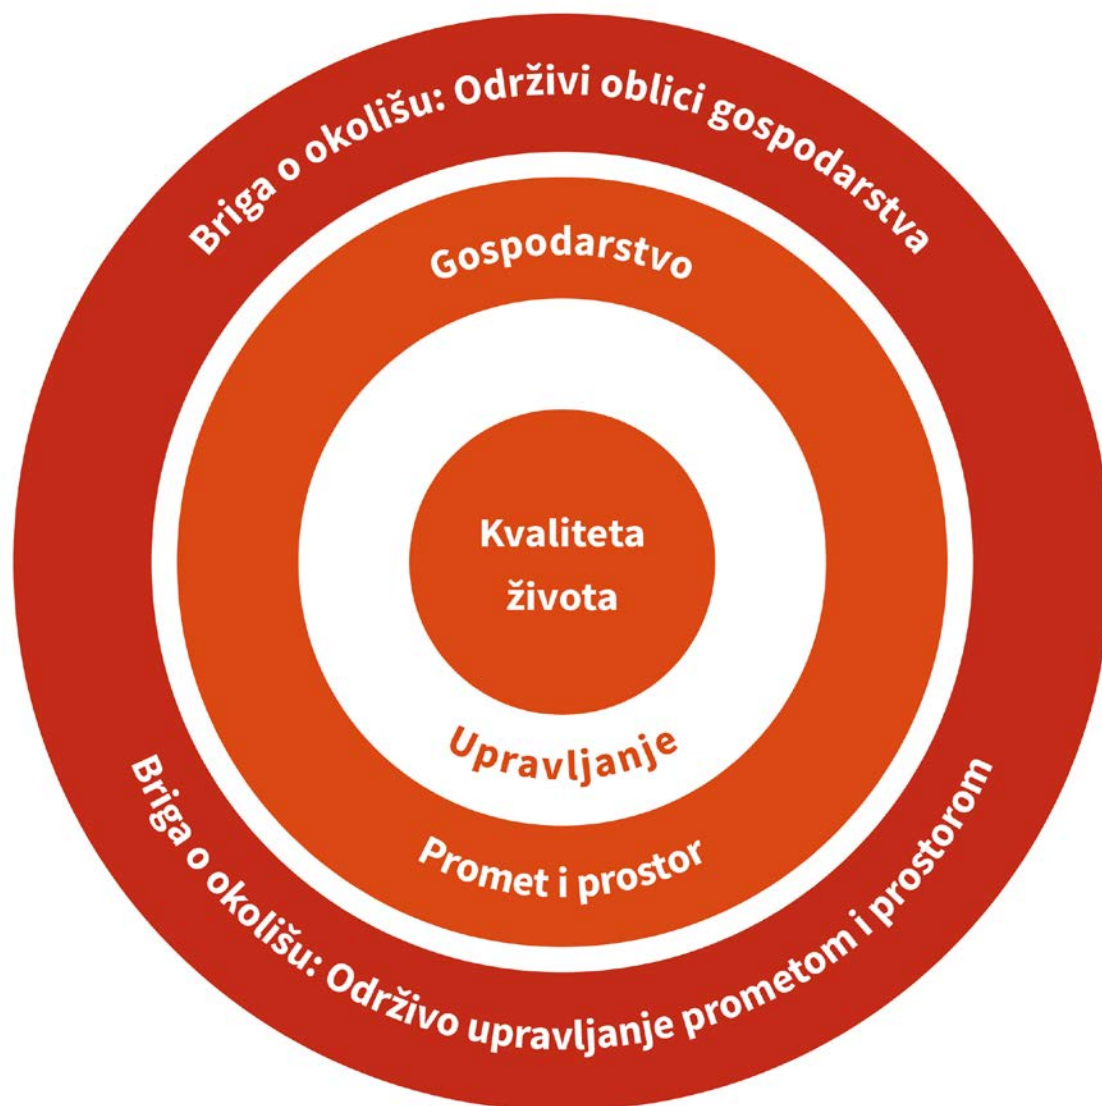 Briga o okolišu: Održivi oblici gospodarstva
Gospodarstvo
Kvaliteta
života
Upravljanje
Promet i prostor
Briga o okolišu: Održivo upravljanje prometom i prostorom